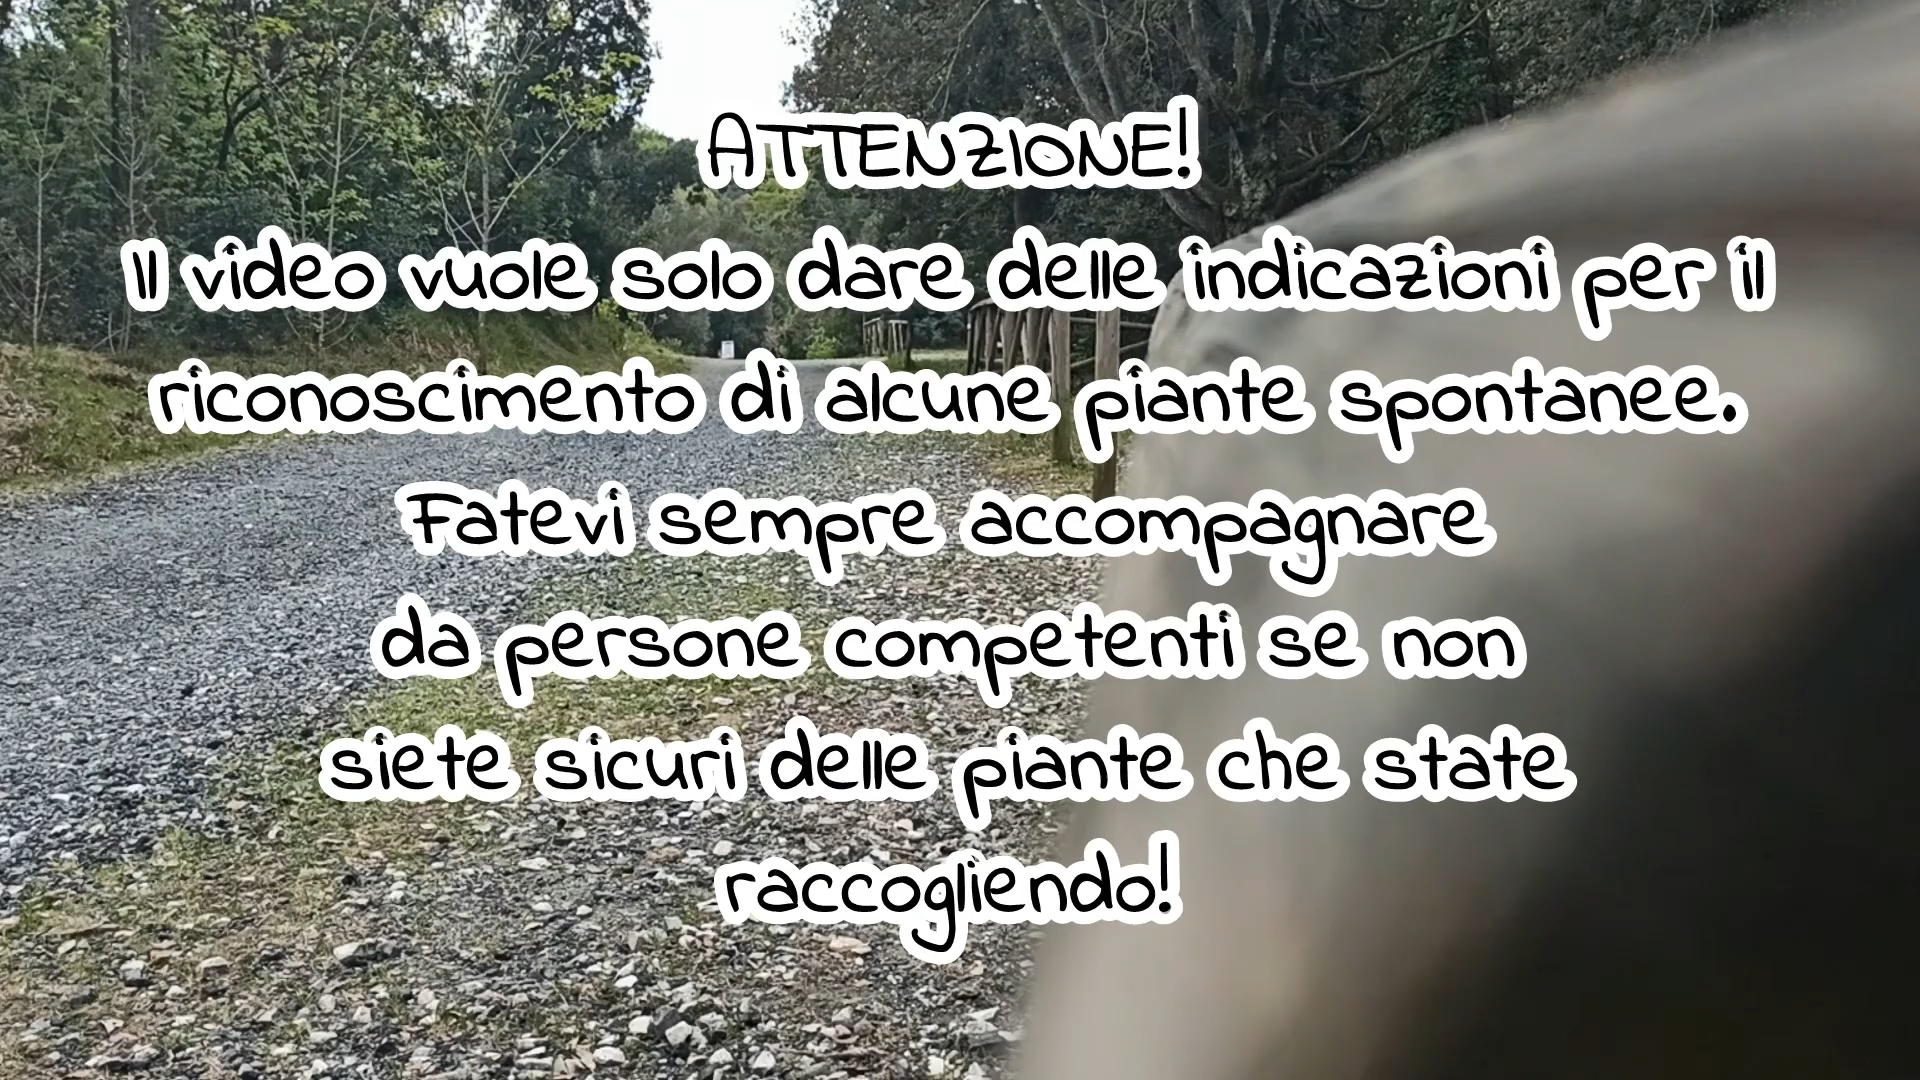 ATTENZIONE!
Il video vuole solo dare delle indicazioni per il
riconoscimento di alcune piante spontanee.
Fatevi sempre accompagnare
da persone competenti se non
siete sicuri delle piante che state
raccogliendo!